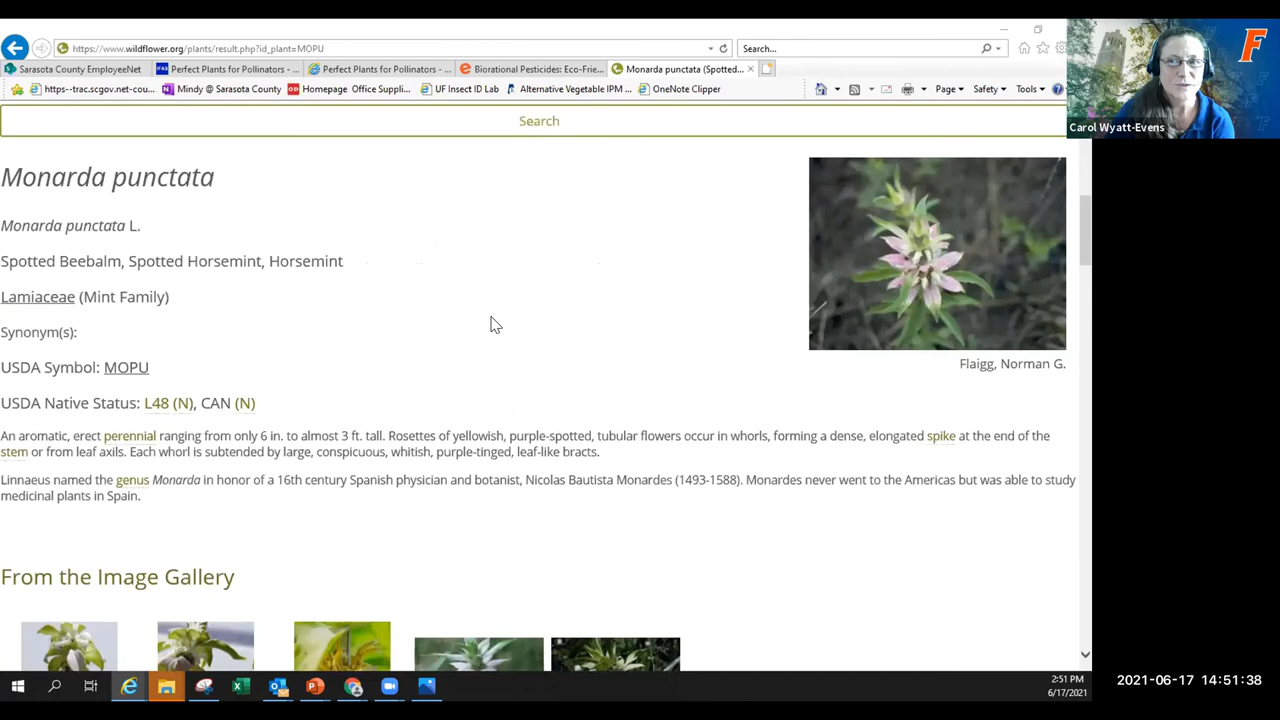 https://www.wildflower.org/plants/result.php?id_plant=MOPU
Search...
Sarasota County EmployeeNet
Perfect Plants for Pollinators - ...
Perfect Plants for Pollinators - ...
Biorational Pesticides: Eco-Frie...
Monarda punctata (Spotted...
https--trac.scgov.net-cou...
Mindy @ Sarasota County
Homepage Office Suppli...
UF Insect ID Lab
Alternative Vegetable IPM ...
OneNote Clipper
Page
Safety
Tools
F
Carol Wyatt-Evens
Search
Monarda punctata
Monarda punctata L.
Spotted Beebalm, Spotted Horsemint, Horsemint
Lamiaceae (Mint Family)
Synonym(s):
USDA Symbol: MOPU
USDA Native Status: L48 (N), CAN (N)
Flaigg, Norman G.
An aromatic, erect perennial ranging from only 6 in. to almost 3 ft. tall. Rosettes of yellowish, purple-spotted, tubular flowers occur in whorls, forming a dense, elongated spike at the end of the
stem or from leaf axils. Each whorl is subtended by large, conspicuous, whitish, purple-tinged, leaf-like bracts.
Linnaeus named the genus Monarda in honor of a 16th century Spanish physician and botanist, Nicolas Bautista Monardes (1493-1588). Monardes never went to the Americas but was able to study
medicinal plants in Spain.
From the Image Gallery
2:51 PM
6/17/2021
2021-06-17 14:51:38